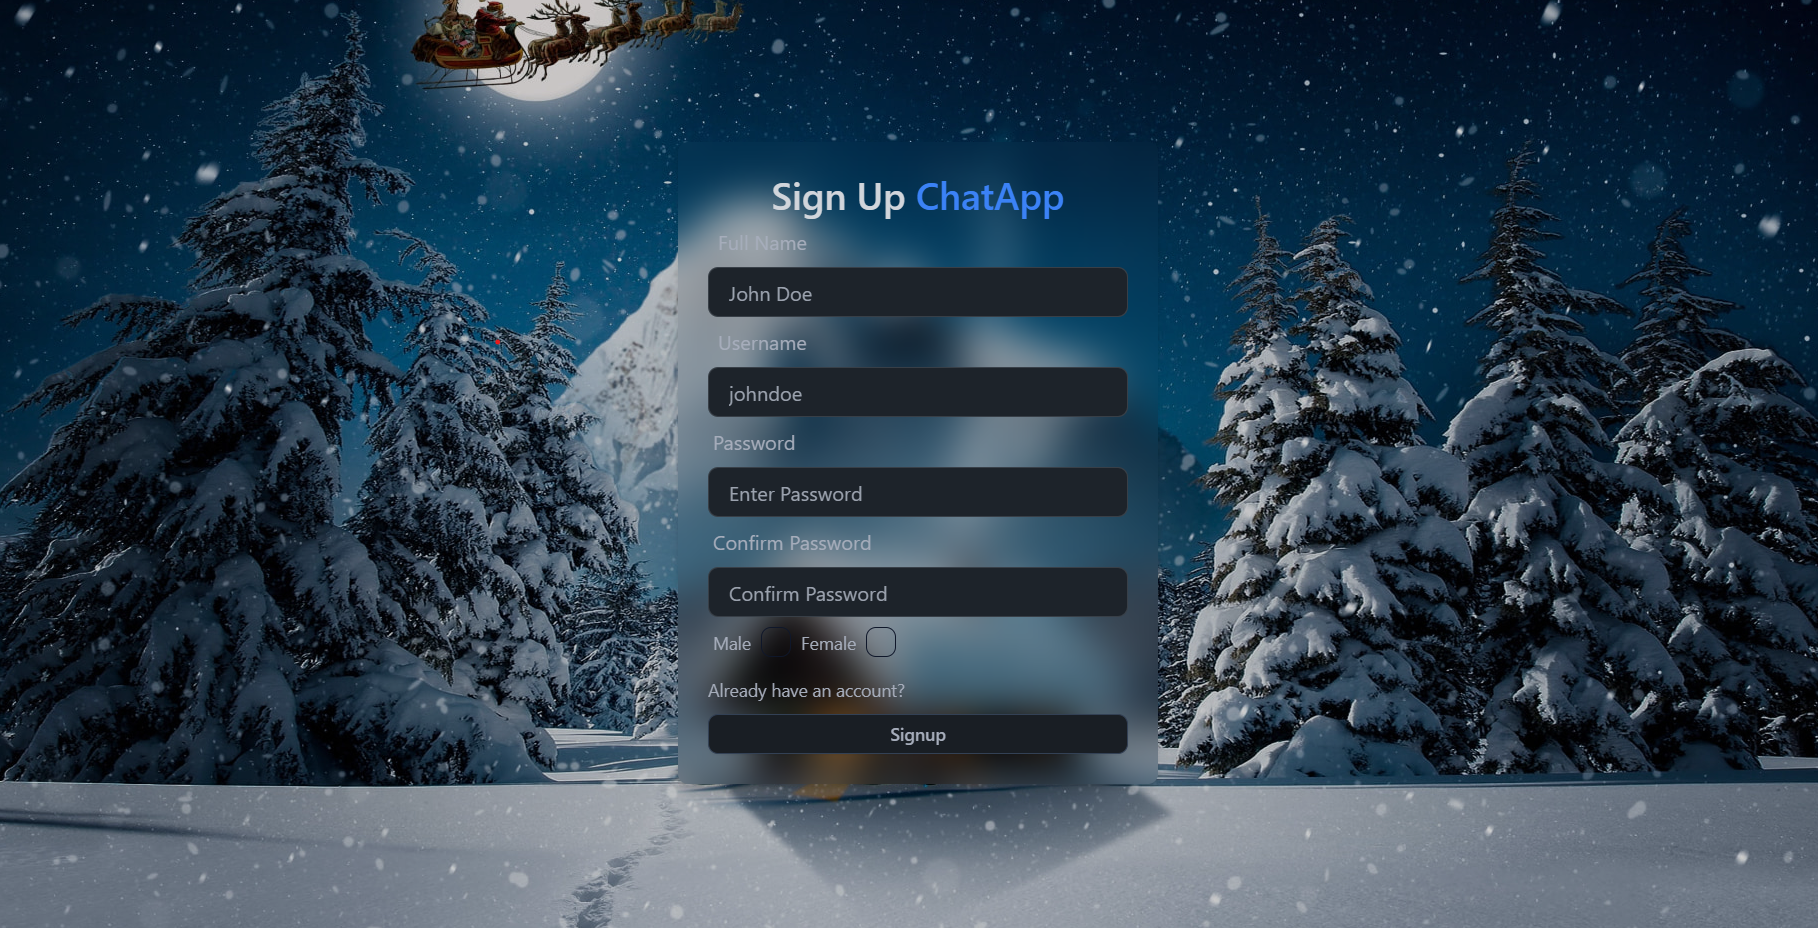 Sign Up ChatApp
Full Name
John Doe
Username
johndoe
Password
Enter Password
Confirm Password
Confirm Password
Male Female
Already have an account?
Signup